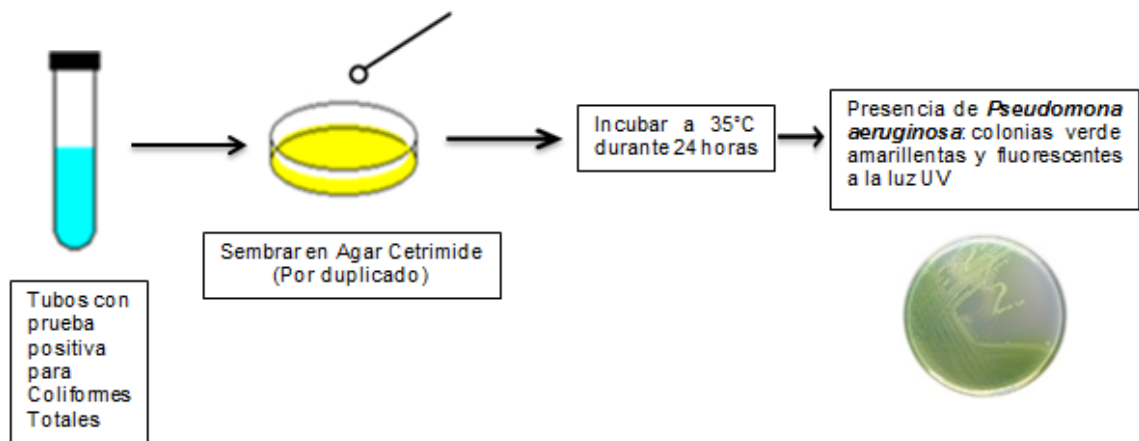 Tubos con
prueba
positiva
para
Coliformes
Totales
Sembrar en Agar Cetrimide
(Por duplicado)
Incubar a 35°C
durante 24 horas
Presencia de Pseudomona
aeruginosa: colonias verde
amarillentas y fluorescentes
a la luz UV
2.